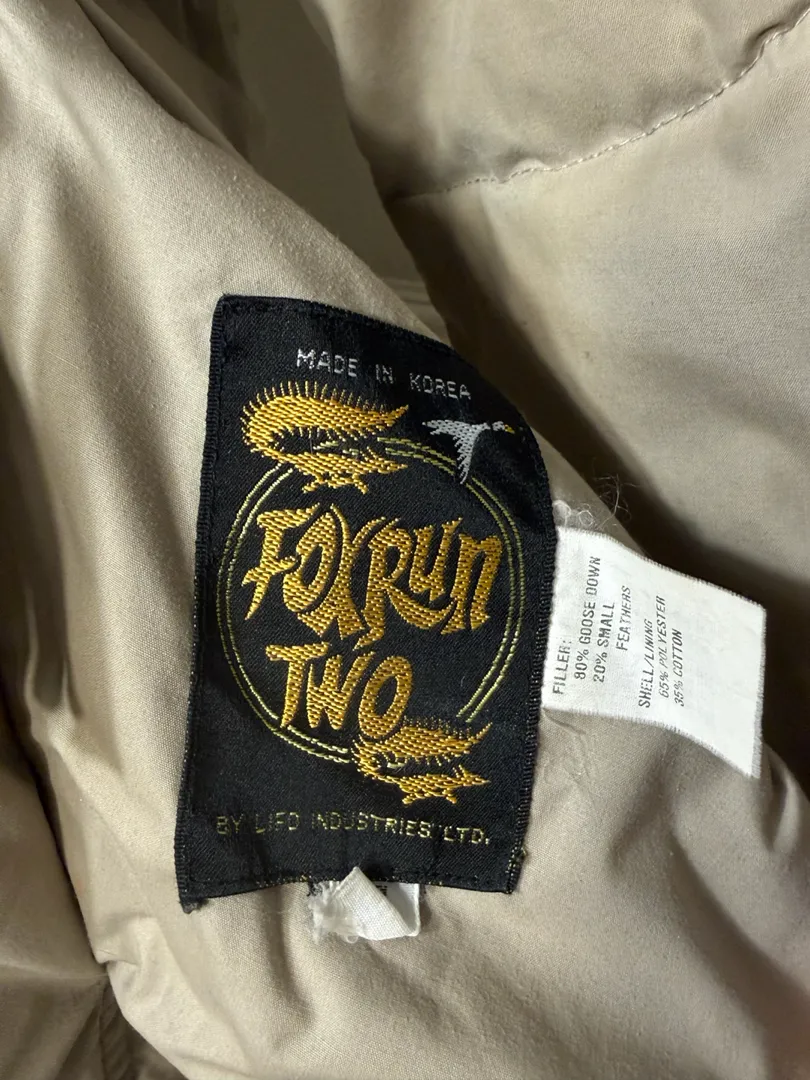 MADE IN KOREA
FOXRUN
TWO
BY LIFD INDUSTRIES LTD.
FILLER:
80% GOOSE DOWN
20% SMALL
FEATHERS
SHELL/LINING
65% POLYESTER
35% COTTON